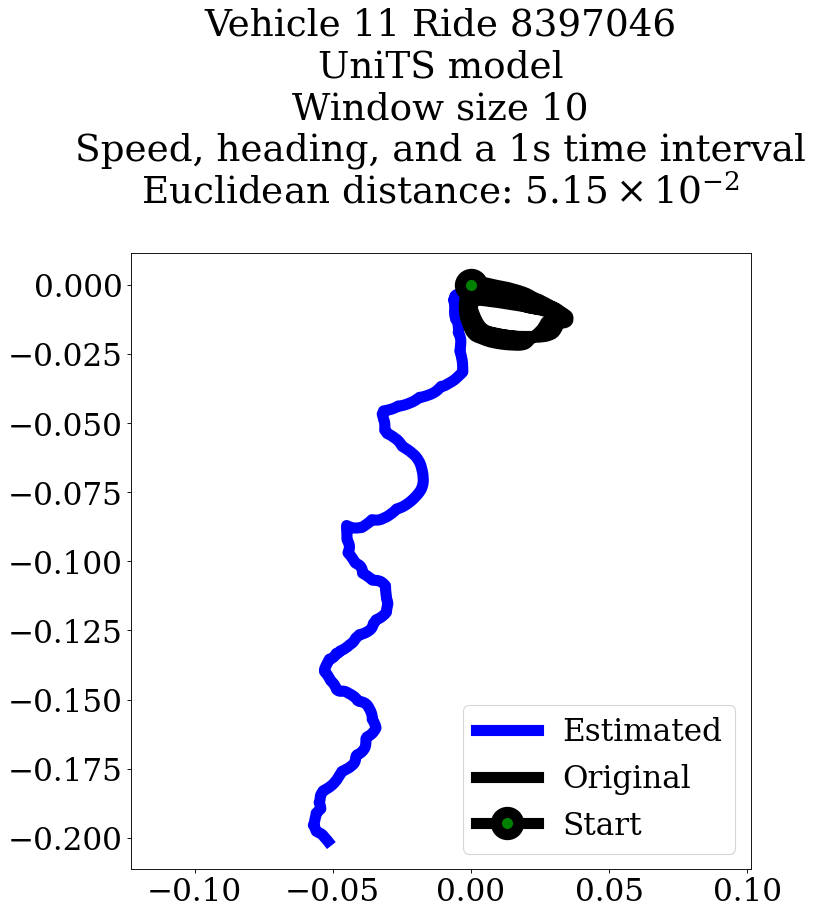 Vehicle 11 Ride 8397046
UniTS model
Window size 10
Speed, heading, and a 1s time interval
Euclidean distance: 5.15 × 10⁻²
0.000
−0.025
−0.050
−0.075
−0.100
−0.125
−0.150
−0.175
−0.200
Estimated
Original
Start
−0.10 −0.05 0.00 0.05 0.10